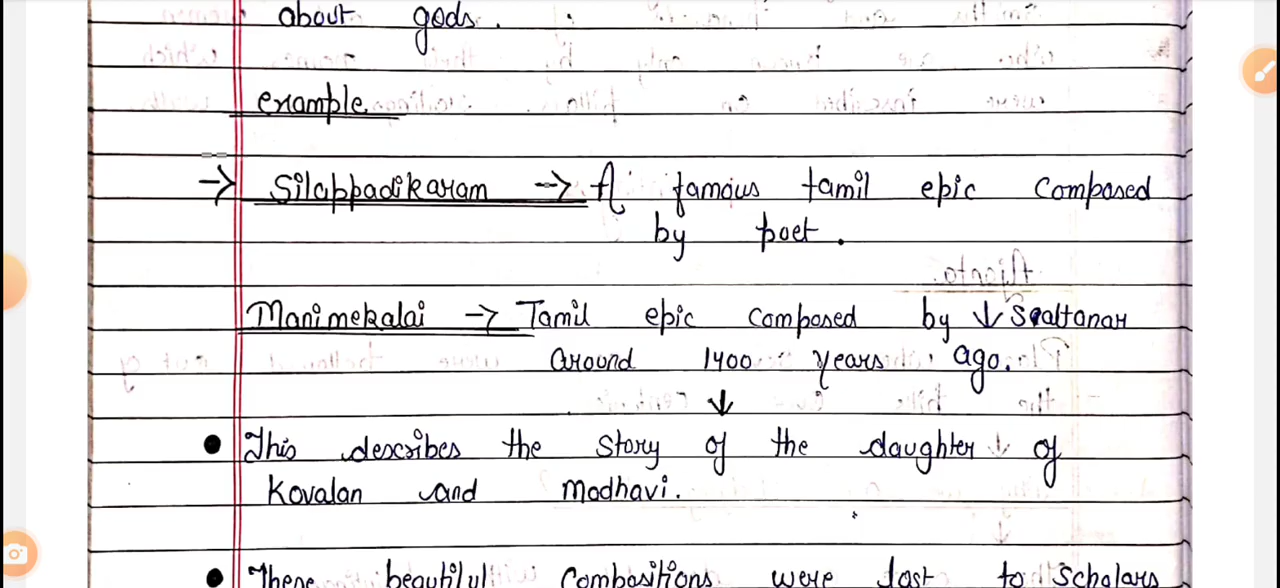 about gods.
example
→ Silappadikaram → A famous tamil epic composed
by poet.
Manimekalai → Tamil epic composed by ↓ Sattanar
around 1400 years ago.
↓
• This describes the story of the daughter of
Kovalan and Madhavi.
• These beautiful compositions were lost to Scholars